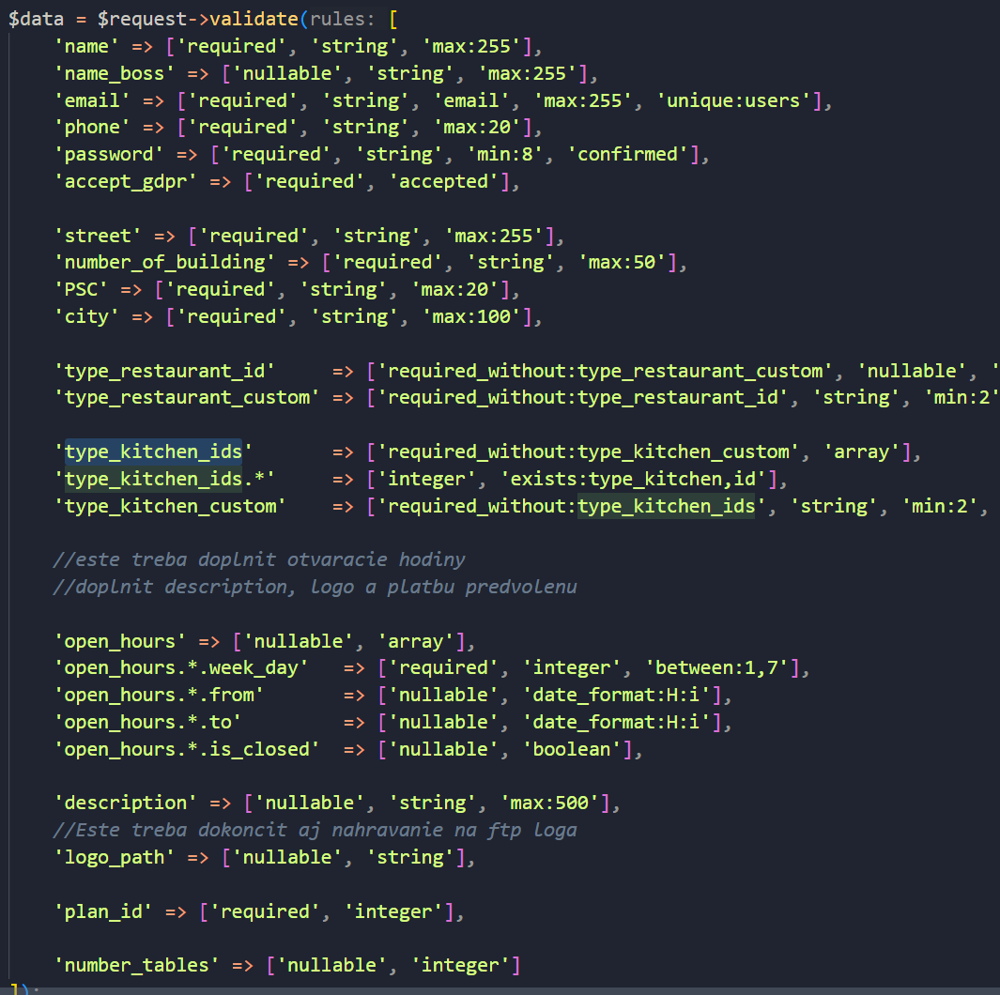 $data = $request->validate(rules: [
'name' => ['required', 'string', 'max:255'],
'name_boss' => ['nullable', 'string', 'max:255'],
'email' => ['required', 'string', 'email', 'max:255', 'unique:users'],
'phone' => ['required', 'string', 'max:20'],
'password' => ['required', 'string', 'min:8', 'confirmed'],
'accept_gdpr' => ['required', 'accepted'],
'street' => ['required', 'string', 'max:255'],
'number_of_building' => ['required', 'string', 'max:50'],
'PSC' => ['required', 'string', 'max:20'],
'city' => ['required', 'string', 'max:100'],
'type_restaurant_id' => ['required_without:type_restaurant_custom', 'nullable', '
'type_restaurant_custom' => ['required_without:type_restaurant_id', 'string', 'min:2'
'type_kitchen_ids' => ['required_without:type_kitchen_custom', 'array'],
'type_kitchen_ids.*' => ['integer', 'exists:type_kitchen,id'],
'type_kitchen_custom' => ['required_without:type_kitchen_ids', 'string', 'min:2',
//este treba doplnit otvaracie hodiny
//doplnit description, logo a platbu predvolenu
'open_hours' => ['nullable', 'array'],
'open_hours.*.week_day' => ['required', 'integer', 'between:1,7'],
'open_hours.*.from' => ['nullable', 'date_format:H:i'],
'open_hours.*.to' => ['nullable', 'date_format:H:i'],
'open_hours.*.is_closed' => ['nullable', 'boolean'],
'description' => ['nullable', 'string', 'max:500'],
//Este treba dokoncit aj nahravanie na ftp loga
'logo_path' => ['nullable', 'string'],
'plan_id' => ['required', 'integer'],
'number_tables' => ['nullable', 'integer']
]);